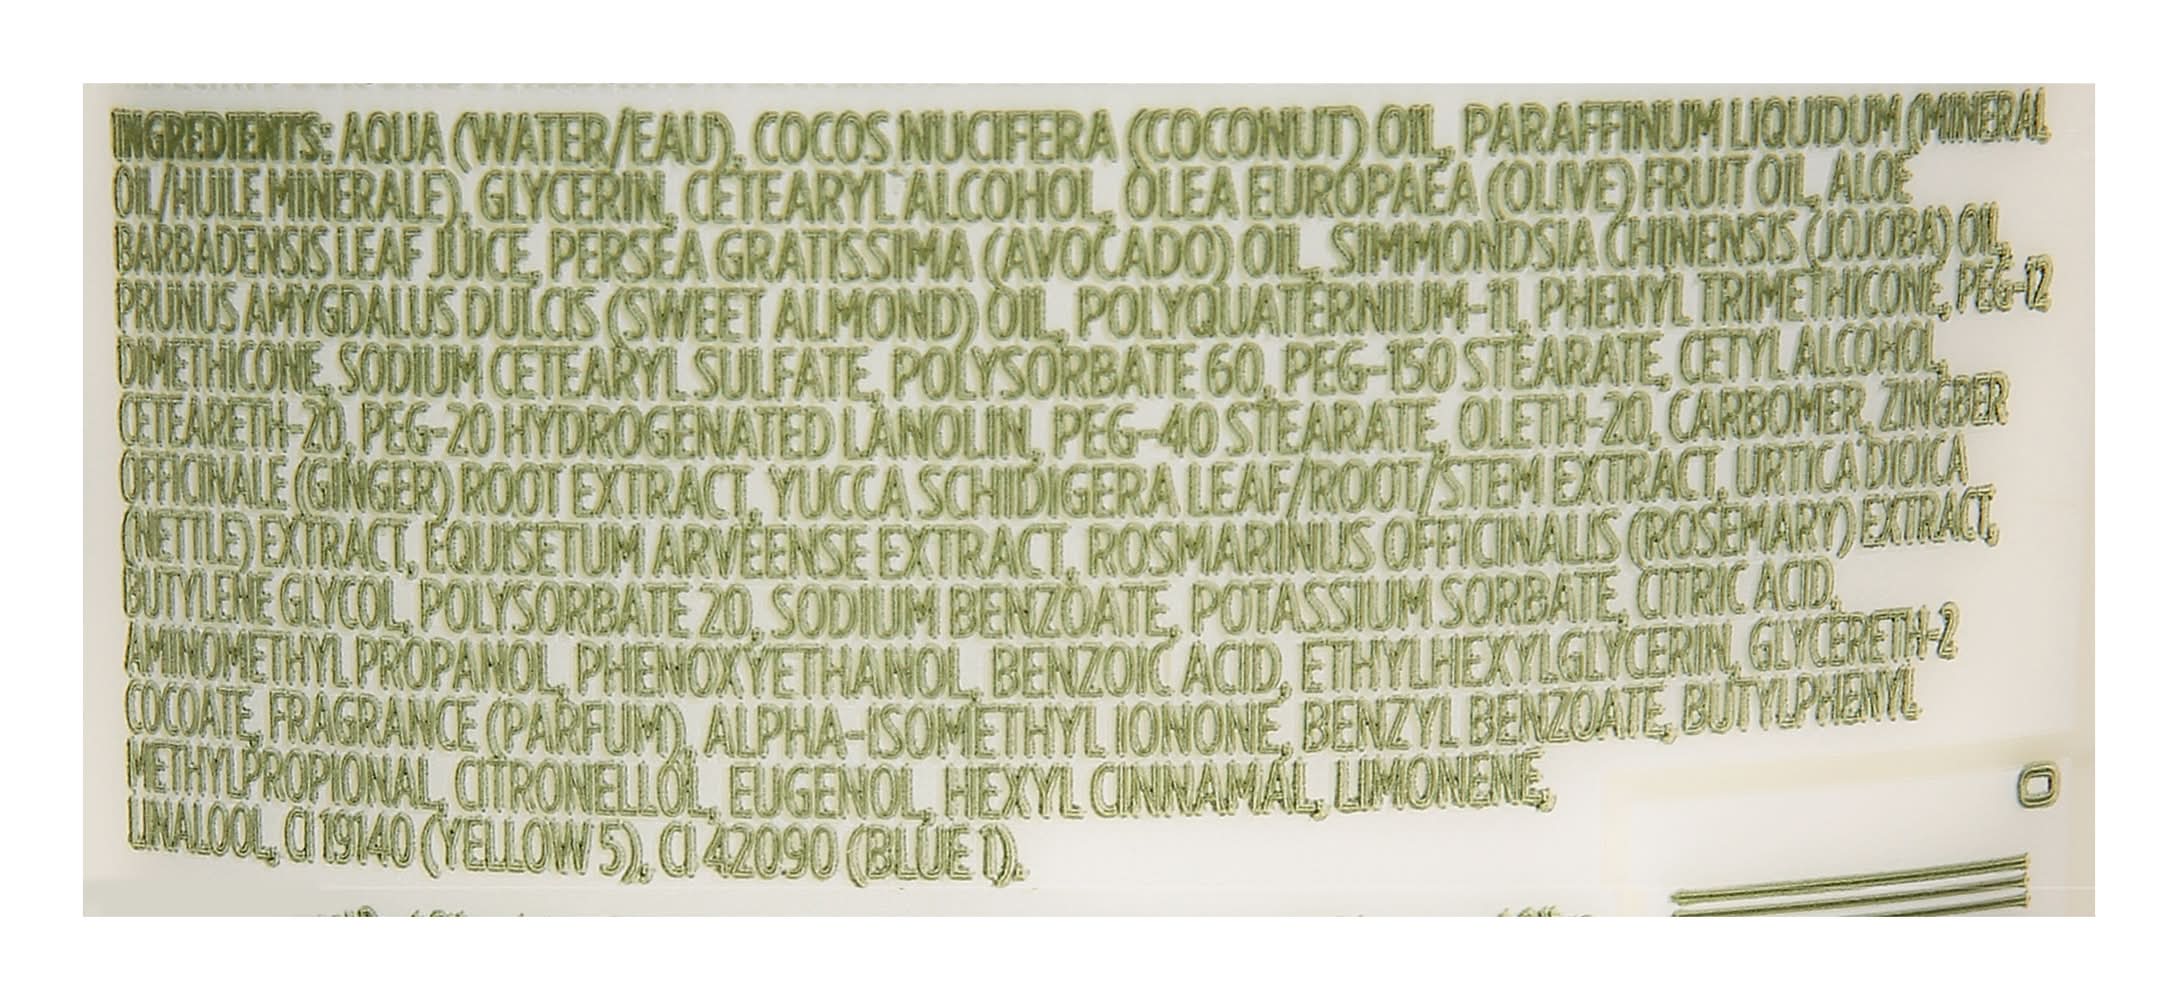 INGREDIENTS: AQUA (WATER/EAU), COCOS NUCIFERA (COCONUT) OIL, PARAFFINUM LIQUIDUM (MINERAL
OIL/HUILE MINERALE), GLYCERIN, CETEARYL ALCOHOL, OLEA EUROPAEA (OLIVE) FRUIT OIL, ALOE
BARBADENSIS LEAF JUICE, PERSEA GRATISSIMA (AVOCADO) OIL, SIMMONDSIA CHINENSIS (JOJOBA) OIL,
PRUNUS AMYGDALUS DULCIS (SWEET ALMOND) OIL, POLYQUATERNIUM-11, PHENYL TRIMETHICONE, PEG-12
DIMETHICONE, SODIUM CETEARYL SULFATE, POLYSORBATE 60, PEG-150 STEARATE, CETYL ALCOHOL,
CETEARETH-20, PEG-20 HYDROGENATED LANOLIN, PEG-40 STEARATE, OLETH-20, CARBOMER, ZINGBER
OFFICINALE (GINGER) ROOT EXTRACT, YUCCA SCHIDIGERA LEAF/ROOT/STEM EXTRACT, URTICA DIOICA
(NETTLE) EXTRACT, EQUISETUM ARVEENSE EXTRACT, ROSMARINUS OFFICINALIS (ROSEMARY) EXTRACT,
BUTYLENE GLYCOL, POLYSORBATE 20, SODIUM BENZOATE, POTASSIUM SORBATE, CITRIC ACID,
AMINOMETHYL PROPANOL, PHENOXYETHANOL, BENZOIC ACID, ETHYLHEXYLGLYCERIN, GLYCERETH-2
COCOATE, FRAGRANCE (PARFUM), ALPHA-ISOMETHYL IONONE, BENZYL BENZOATE, BUTYLPHENYL
METHYLPROPIONAL, CITRONELLOL, EUGENOL, HEXYL CINNAMAL, LIMONENE,
LINALOOL, CI 19140 (YELLOW 5), CI 42090 (BLUE 1).
0